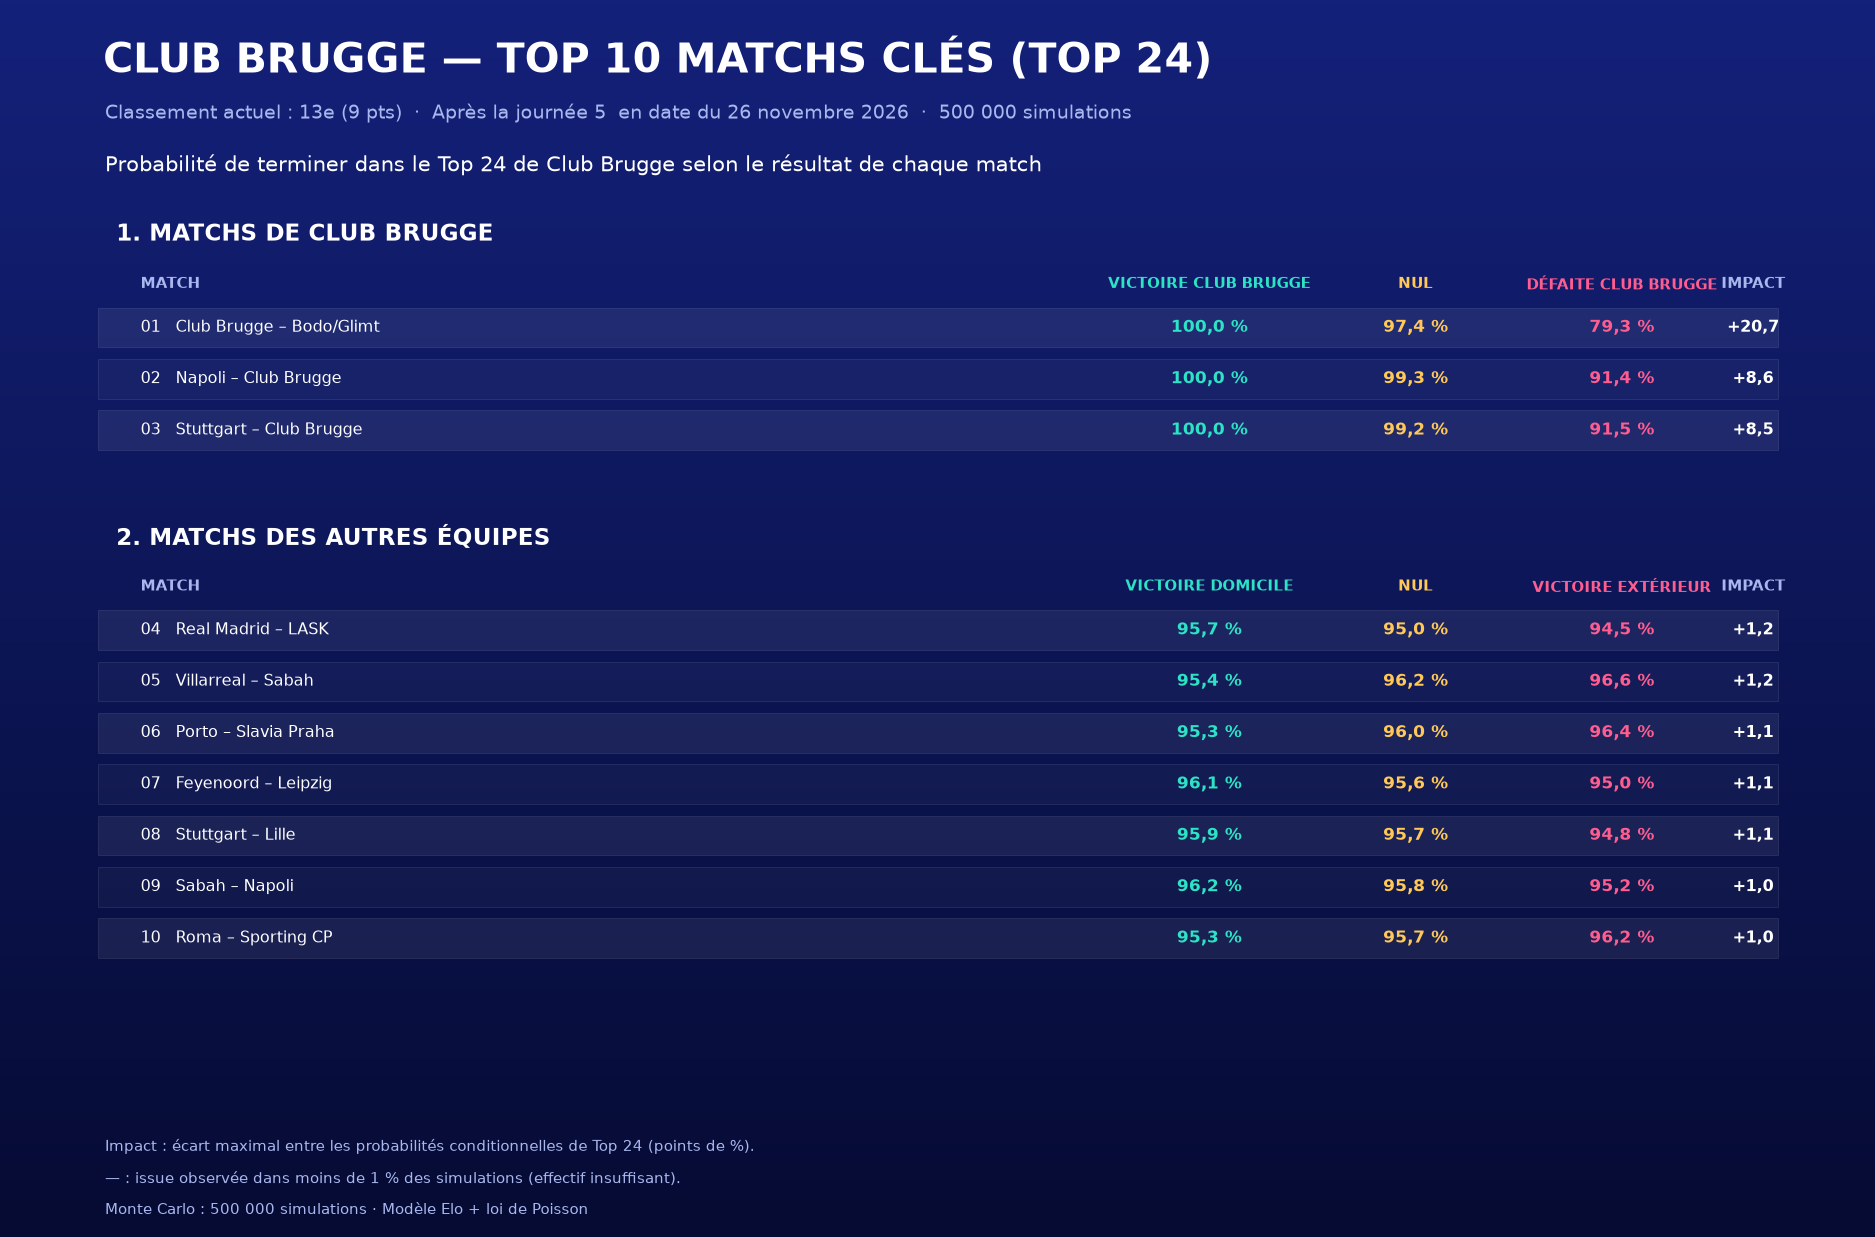 CLUB BRUGGE — TOP 10 MATCHS CLÉS (TOP 24)
Classement actuel : 13e (9 pts) · Après la journée 5 en date du 26 novembre 2026 · 500 000 simulations
Probabilité de terminer dans le Top 24 de Club Brugge selon le résultat de chaque match
1. MATCHS DE CLUB BRUGGE
MATCH VICTOIRE CLUB BRUGGE NUL DÉFAITE CLUB BRUGGE IMPACT
01 Club Brugge – Bodo/Glimt 100,0 % 97,4 % 79,3 % +20,7
02 Napoli – Club Brugge 100,0 % 99,3 % 91,4 % +8,6
03 Stuttgart – Club Brugge 100,0 % 99,2 % 91,5 % +8,5
2. MATCHS DES AUTRES ÉQUIPES
MATCH VICTOIRE DOMICILE NUL VICTOIRE EXTÉRIEUR IMPACT
04 Real Madrid – LASK 95,7 % 95,0 % 94,5 % +1,2
05 Villarreal – Sabah 95,4 % 96,2 % 96,6 % +1,2
06 Porto – Slavia Praha 95,3 % 96,0 % 96,4 % +1,1
07 Feyenoord – Leipzig 96,1 % 95,6 % 95,0 % +1,1
08 Stuttgart – Lille 95,9 % 95,7 % 94,8 % +1,1
09 Sabah – Napoli 96,2 % 95,8 % 95,2 % +1,0
10 Roma – Sporting CP 95,3 % 95,7 % 96,2 % +1,0
Impact : écart maximal entre les probabilités conditionnelles de Top 24 (points de %).
— : issue observée dans moins de 1 % des simulations (effectif insuffisant).
Monte Carlo : 500 000 simulations · Modèle Elo + loi de Poisson